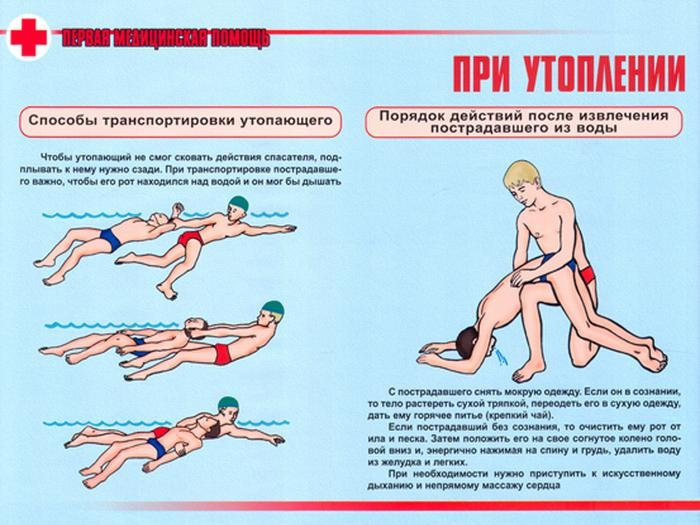 ПЕРВАЯ МЕДИЦИНСКАЯ ПОМОЩЬ
ПРИ УТОПЛЕНИИ
Способы транспортировки утопающего
Чтобы утопающий не смог сковать действия спасателя, под-
плывать к нему нужно сзади. При транспортировке пострадавше-
го важно, чтобы его рот находился над водой и он мог бы дышать
Порядок действий после извлечения
пострадавшего из воды
С пострадавшего снять мокрую одежду. Если он в сознании,
то тело растереть сухой тряпкой, переодеть его в сухую одежду,
дать ему горячее питье (крепкий чай).
Если пострадавший без сознания, то очистить ему рот от
ила и песка. Затем положить его на свое согнутое колено голо-
вой вниз и, энергично нажимая на спину и грудь, удалить воду
из желудка и легких.
При необходимости нужно приступить к искусственному
дыханию и непрямому массажу сердца